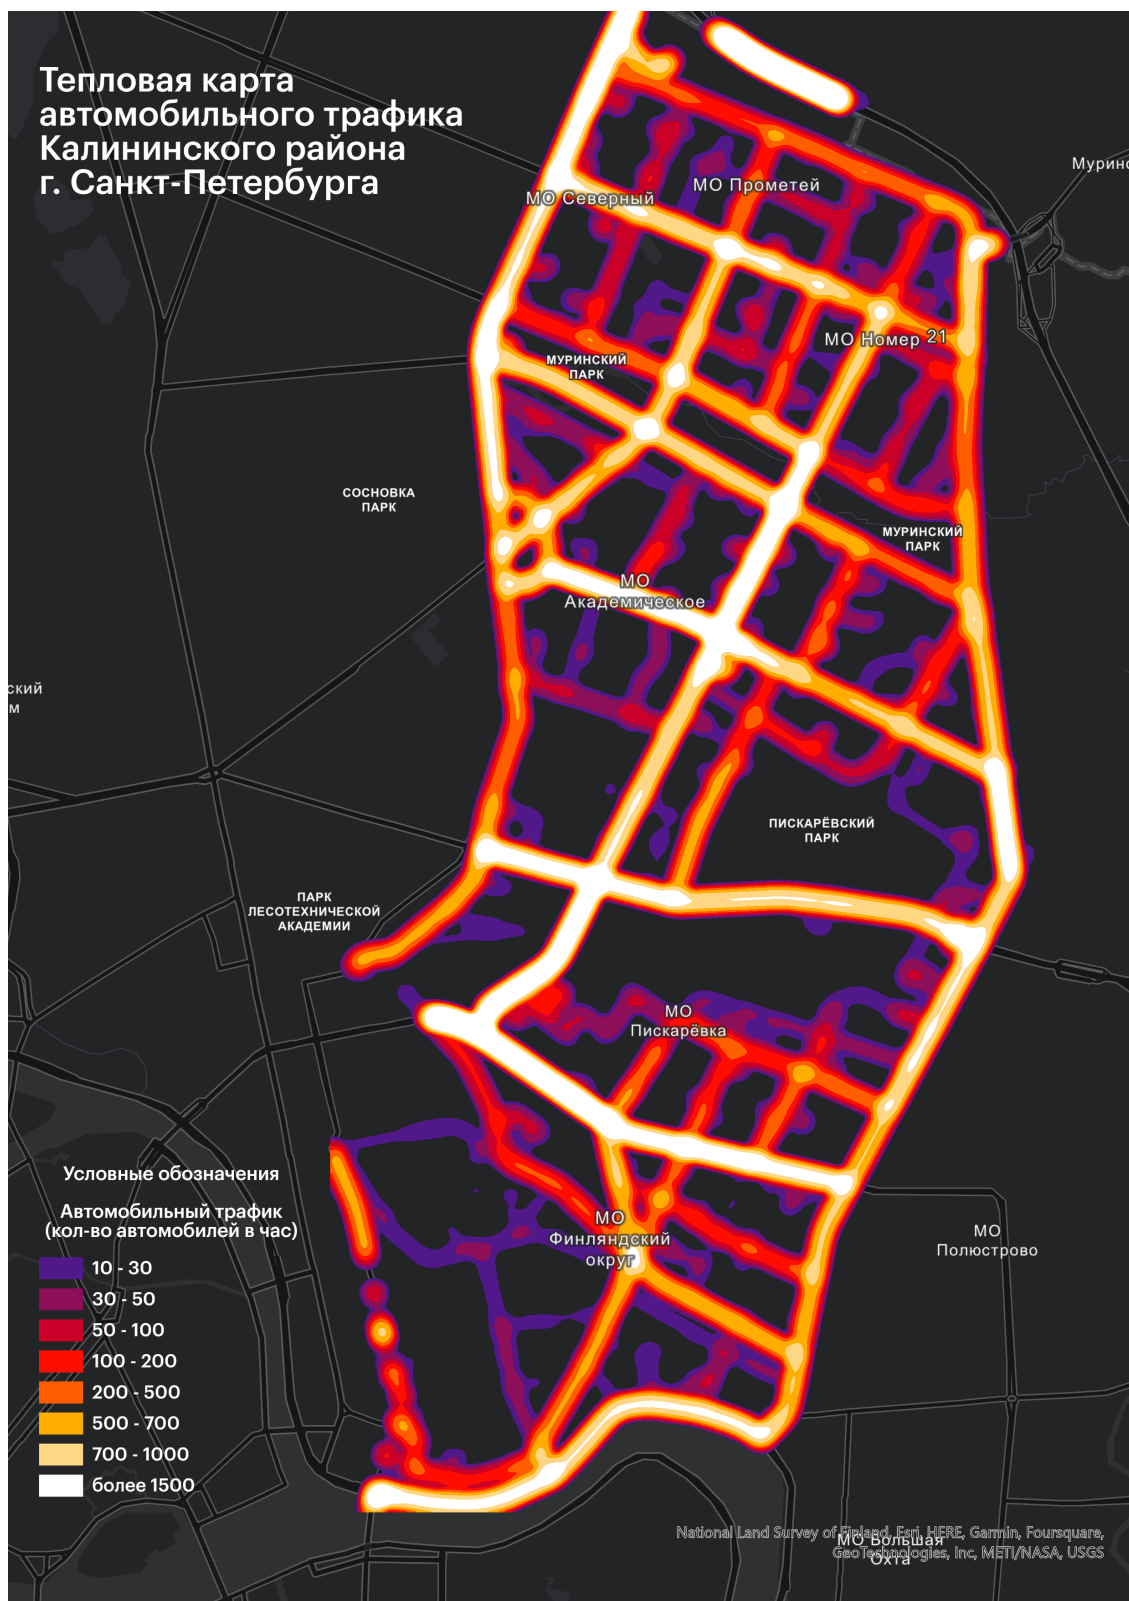 Тепловая карта
автомобильного трафика
Калининского района
г. Санкт-Петербурга
МО Прометей
МО Северный
МО Номер 21
МУРИНСКИЙ
ПАРК
СОСНОВКА
ПАРК
МУРИНСКИЙ
ПАРК
МО
Академическое
ский
м
ПИСКАРЁВСКИЙ
ПАРК
ПАРК
ЛЕСОТЕХНИЧЕСКОЙ
АКАДЕМИИ
МО
Пискарёвка
МО
Финляндский
округ
МО
Полюстрово
Условные обозначения
Автомобильный трафик
(кол-во автомобилей в час)
10 - 30
30 - 50
50 - 100
100 - 200
200 - 500
500 - 700
700 - 1000
более 1500
National Land Survey of Finland, Esri, HERE, Garmin, Foursquare,
GeoTechnologies, Inc, METI/NASA, USGS
МО Большая
Охта